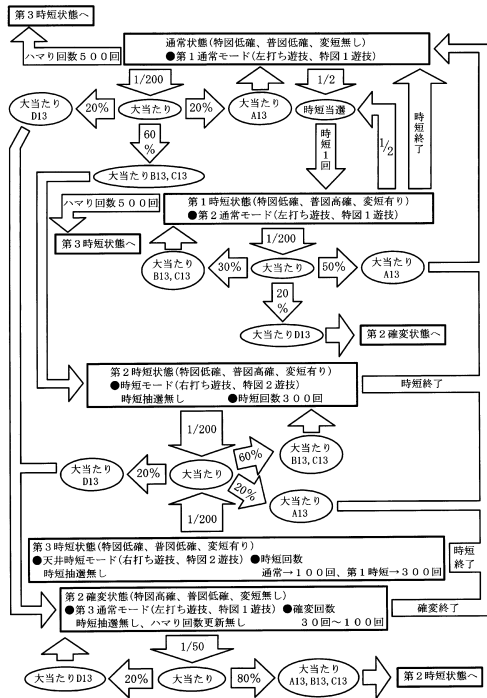 第3時短状態へ
通常状態(特図低確、普図低確、変短無し)
●第1通常モード(左打ち遊技、特図1遊技)
ハマり回数500回
1/200
1/2
大当たり
D13
20%
大当たり
20%
大当たり
A13
時短当選
60
%
時短1回
1/2
時短終了
大当たりB13,C13
ハマり回数500回
第1時短状態(特図低確、普図高確、変短有り)
●第2通常モード(左打ち遊技、特図1遊技)
第3時短状態へ
1/200
大当たり
B13,C13
30%
大当たり
50%
大当たり
A13
20
%
大当たりD13
第2確変状態へ
第2時短状態(特図低確、普図高確、変短有り)
●時短モード(右打ち遊技、特図2遊技)
時短抽選無し ●時短回数300回
時短終了
1/200
60%
大当たり
B13,C13
大当たり
D13
20%
大当たり
20%
大当たり
A13
1/200
第3時短状態(特図低確、普図低確、変短有り)
●天井時短モード(右打ち遊技、特図2遊技) ●時短回数
時短抽選無し 通常→100回、第1時短→300回
時短
終了
第2確変状態(特図高確、普図低確、変短無し)
●第3通常モード(左打ち遊技、特図1遊技) ●確変回数
時短抽選無し、ハマり回数更新無し 30回~100回
確変終了
1/50
大当たりD13
20%
大当たり
80%
大当たり
A13,B13,C13
第2時短状態へ